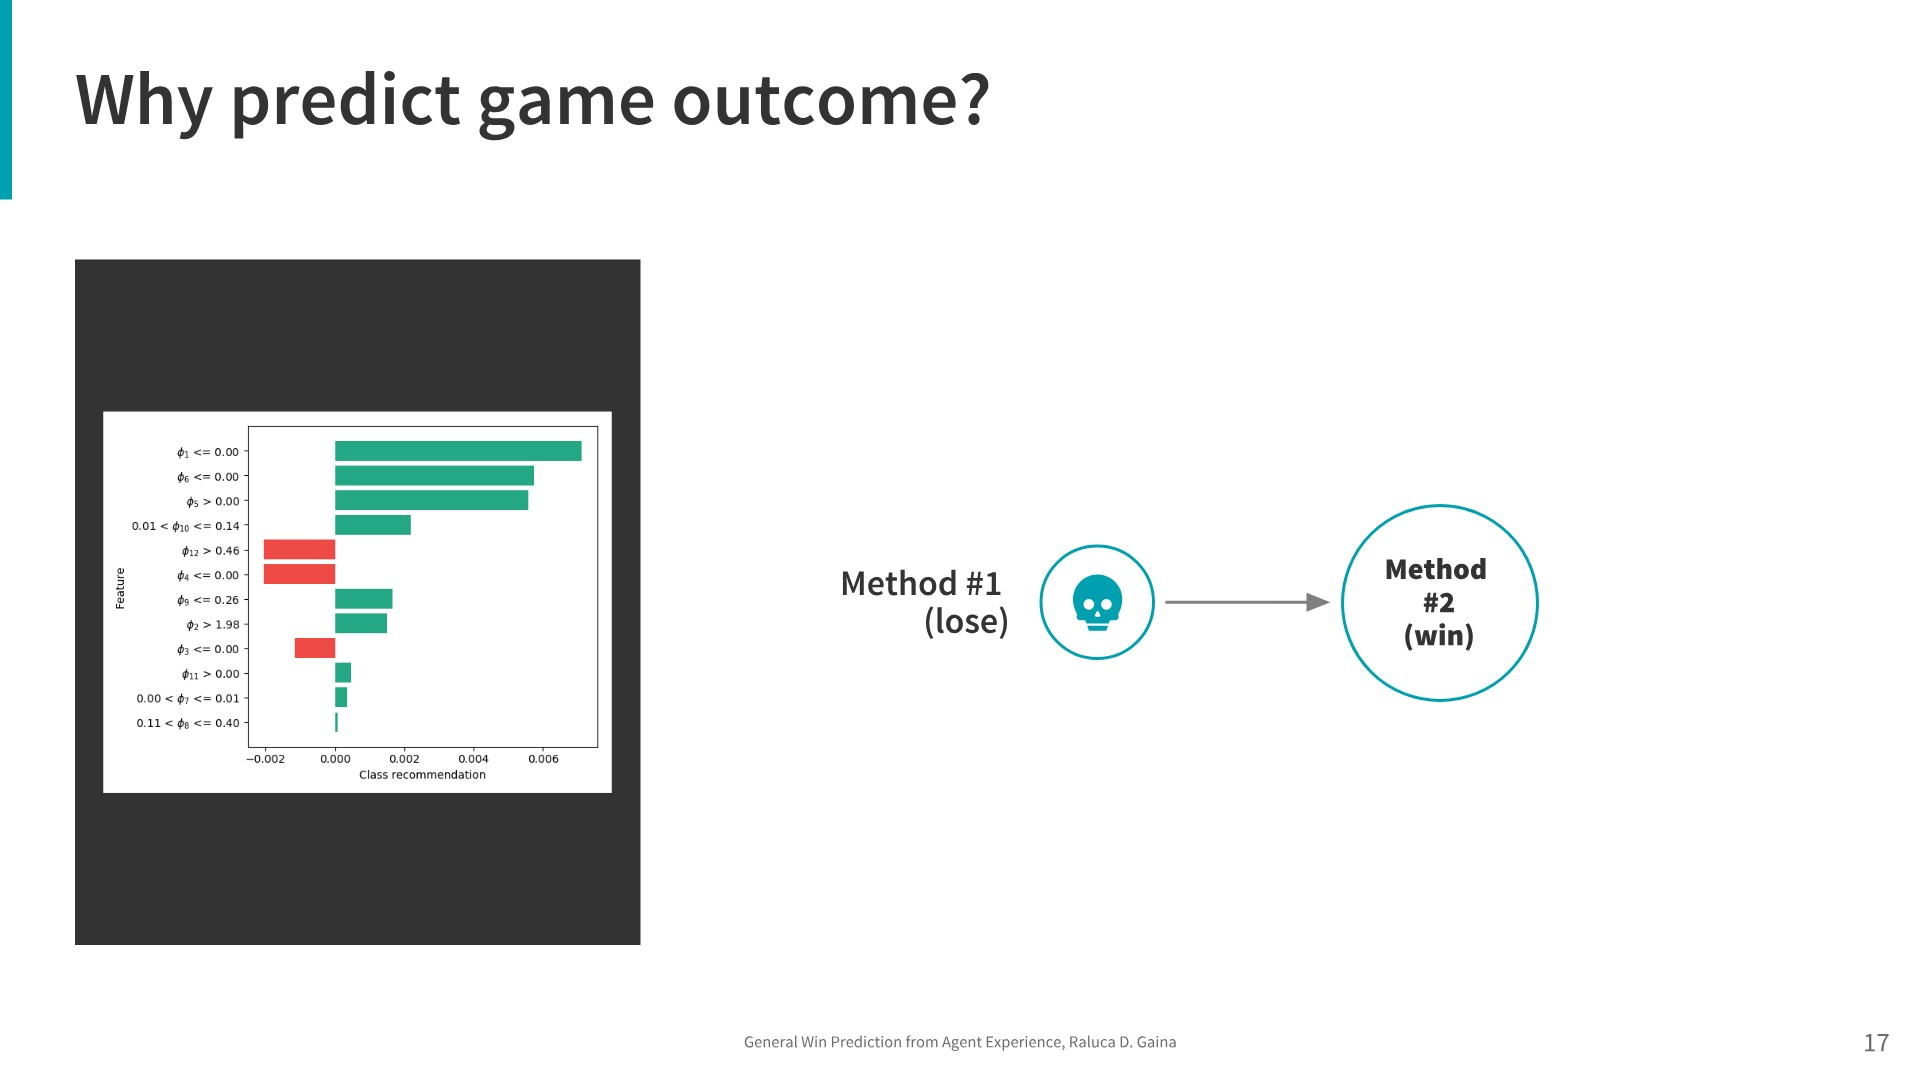 Why predict game outcome?
Feature
ϕ₁ <= 0.00
ϕ₆ <= 0.00
ϕ₅ > 0.00
0.01 < ϕ₁₀ <= 0.14
ϕ₁₂ > 0.46
ϕ₄ <= 0.00
ϕ₉ <= 0.26
ϕ₂ > 1.98
ϕ₃ <= 0.00
ϕ₁₁ > 0.00
0.00 < ϕ₇ <= 0.01
0.11 < ϕ₈ <= 0.40
−0.002 0.000 0.002 0.004 0.006
Class recommendation
Method #1
(lose)
Method
#2
(win)
General Win Prediction from Agent Experience, Raluca D. Gaina
17